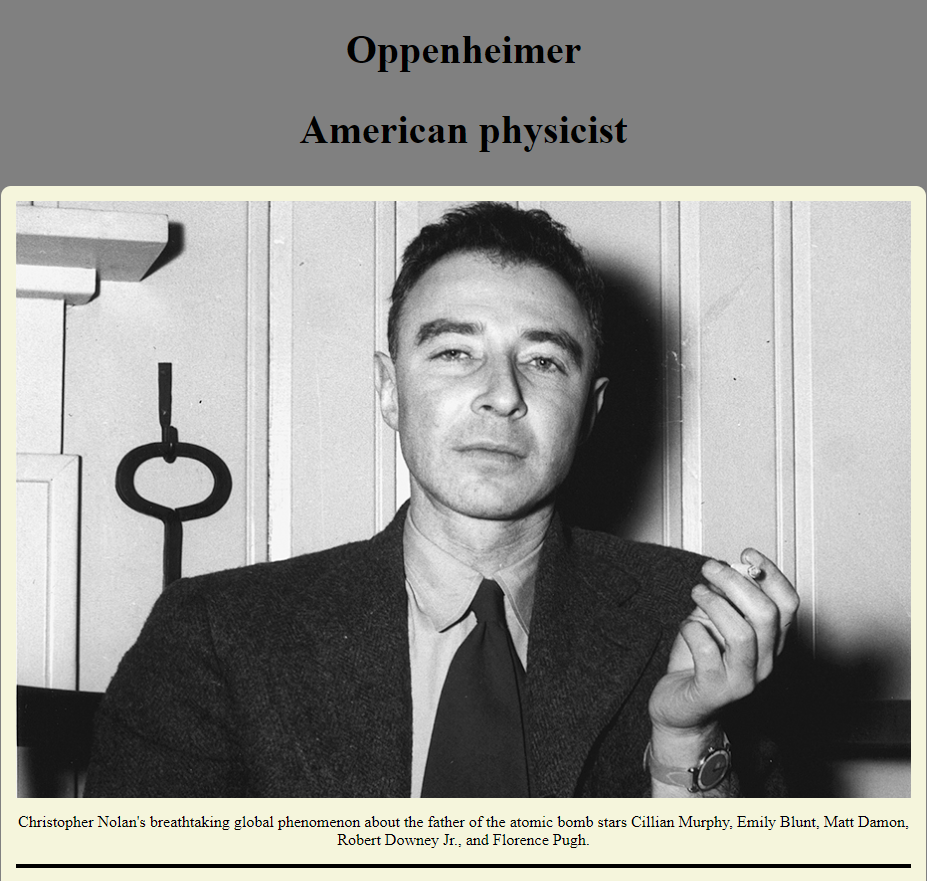 Oppenheimer
American physicist
Christopher Nolan's breathtaking global phenomenon about the father of the atomic bomb stars Cillian Murphy, Emily Blunt, Matt Damon,
Robert Downey Jr., and Florence Pugh.